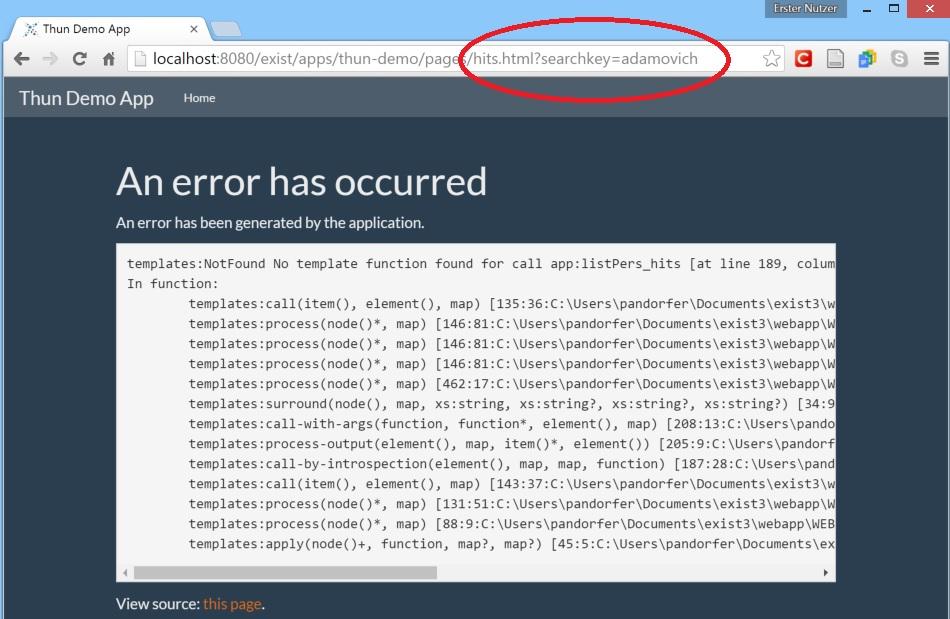 Erster Nutzer
Thun Demo App
localhost:8080/exist/apps/thun-demo/pages/hits.html?searchkey=adamovich
Thun Demo App Home
An error has occurred
An error has been generated by the application.
templates:NotFound No template function found for call app:listPers_hits [at line 189, colum
In function:
templates:call(item(), element(), map) [135:36:C:\Users\pandorfer\Documents\exist3\w
templates:process(node()*, map) [146:81:C:\Users\pandorfer\Documents\exist3\webapp\W
templates:process(node()*, map) [146:81:C:\Users\pandorfer\Documents\exist3\webapp\W
templates:process(node()*, map) [146:81:C:\Users\pandorfer\Documents\exist3\webapp\W
templates:process(node()*, map) [462:17:C:\Users\pandorfer\Documents\exist3\webapp\W
templates:surround(node(), map, xs:string, xs:string?, xs:string?, xs:string?) [34:9
templates:call-with-args(function, function*, element(), map) [208:13:C:\Users\pando
templates:process-output(element(), map, item()*, element()) [205:9:C:\Users\pandorf
templates:call-by-introspection(element(), map, map, function) [187:28:C:\Users\pand
templates:call(item(), element(), map) [143:37:C:\Users\pandorfer\Documents\exist3\w
templates:process(node()*, map) [131:51:C:\Users\pandorfer\Documents\exist3\webapp\W
templates:process(node()*, map) [88:9:C:\Users\pandorfer\Documents\exist3\webapp\WEB
templates:apply(node()+, function, map?, map?) [45:5:C:\Users\pandorfer\Documents\ex
View source: this page.